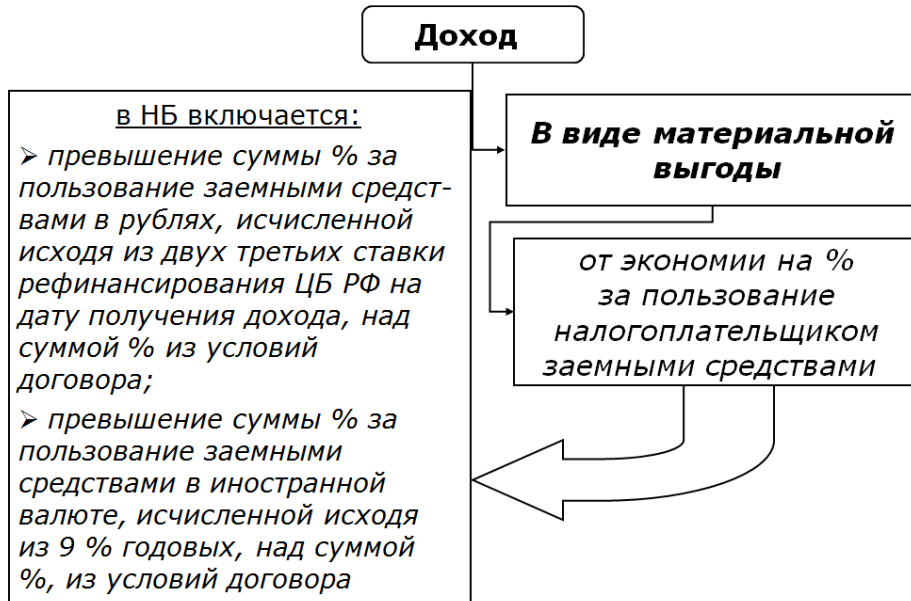 Доход
В виде материальной
выгоды
от экономии на %
за пользование
налогоплательщиком
заемными средствами
в НБ включается:
➢ превышение суммы % за
пользование заемными средст-
вами в рублях, исчисленной
исходя из двух третьих ставки
рефинансирования ЦБ РФ на
дату получения дохода, над
суммой % из условий
договора;
➢ превышение суммы % за
пользование заемными
средствами в иностранной
валюте, исчисленной исходя
из 9 % годовых, над суммой
%, из условий договора